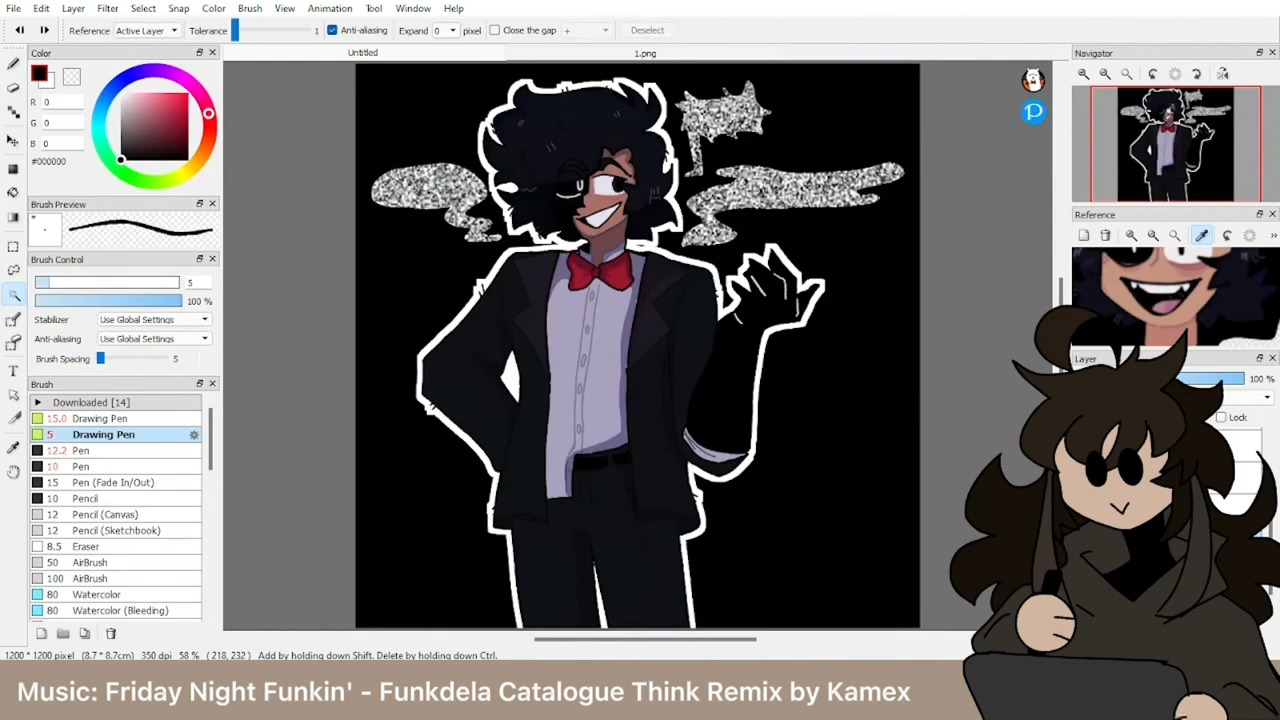 File Edit Layer Filter Select Snap Color Brush View Animation Tool Window Help
Reference Active Layer Tolerance 1 Anti-aliasing Expand 0 pixel Close the gap + Deselect
Color Untitled 1.png Navigator
R 0
G 0
B 0
#000000
Brush Preview
Reference
Brush Control
5
100 %
Stabilizer Use Global Settings
Anti-aliasing Use Global Settings
Brush Spacing 5
Layer
100 %
Lock
Brush
Downloaded [14]
15.0 Drawing Pen
5 Drawing Pen
12.2 Pen
10 Pen
15 Pen (Fade In/Out)
10 Pencil
12 Pencil (Canvas)
12 Pencil (Sketchbook)
8.5 Eraser
50 AirBrush
100 AirBrush
80 Watercolor
80 Watercolor (Bleeding)
1200 * 1200 pixel (8.7 * 8.7cm) 350 dpi 58 % ( 218, 232 ) Add by holding down Shift. Delete by holding down Ctrl.
Music: Friday Night Funkin' - Funkdela Catalogue Think Remix by Kamex